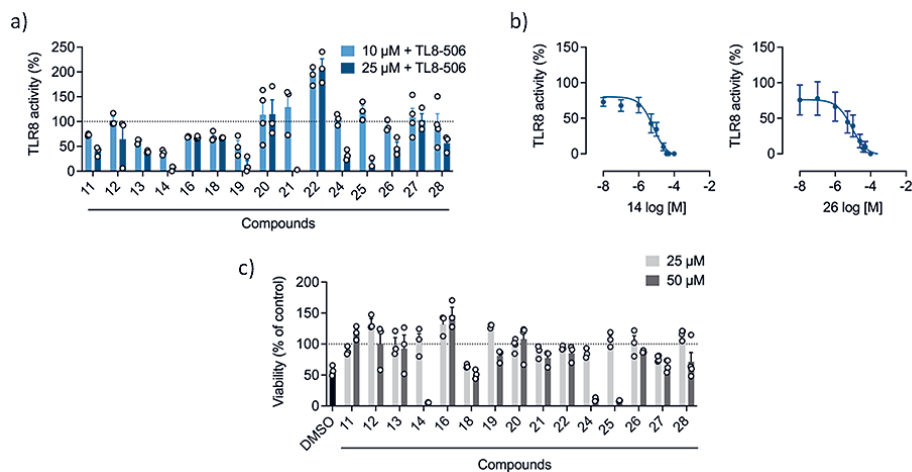 a)
TLR8 activity (%)
250
200
150
100
50
0
10 µM + TL8-506
25 µM + TL8-506
11 12 13 14 16 18 19 20 21 22 24 25 26 27 28
Compounds
b)
TLR8 activity (%)
150
100
50
0
-8 -6 -4 -2
14 log [M]
TLR8 activity (%)
150
100
50
0
-8 -6 -4 -2
26 log [M]
c)
Viability (% of control)
200
150
100
50
0
25 µM
50 µM
DMSO 11 12 13 14 16 18 19 20 21 22 24 25 26 27 28
Compounds